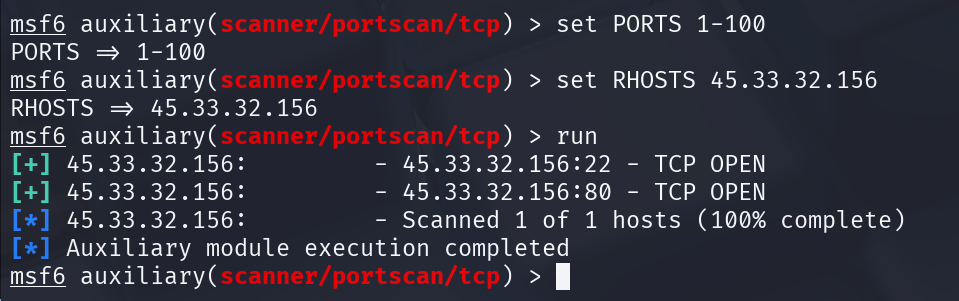 msf6 auxiliary(scanner/portscan/tcp) > set PORTS 1-100
PORTS => 1-100
msf6 auxiliary(scanner/portscan/tcp) > set RHOSTS 45.33.32.156
RHOSTS => 45.33.32.156
msf6 auxiliary(scanner/portscan/tcp) > run
[+] 45.33.32.156:         - 45.33.32.156:22 - TCP OPEN
[+] 45.33.32.156:         - 45.33.32.156:80 - TCP OPEN
[*] 45.33.32.156:         - Scanned 1 of 1 hosts (100% complete)
[*] Auxiliary module execution completed
msf6 auxiliary(scanner/portscan/tcp) >